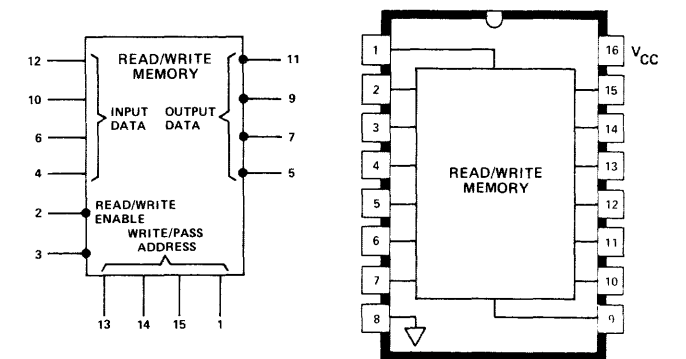 READ/WRITE
MEMORY
12
10
6
4
INPUT
DATA
OUTPUT
DATA
11
9
7
5
2
READ/WRITE
ENABLE
3
WRITE/PASS
ADDRESS
13 14 15 1
1
2
3
4
5
6
7
8
READ/WRITE
MEMORY
16 VCC
15
14
13
12
11
10
9